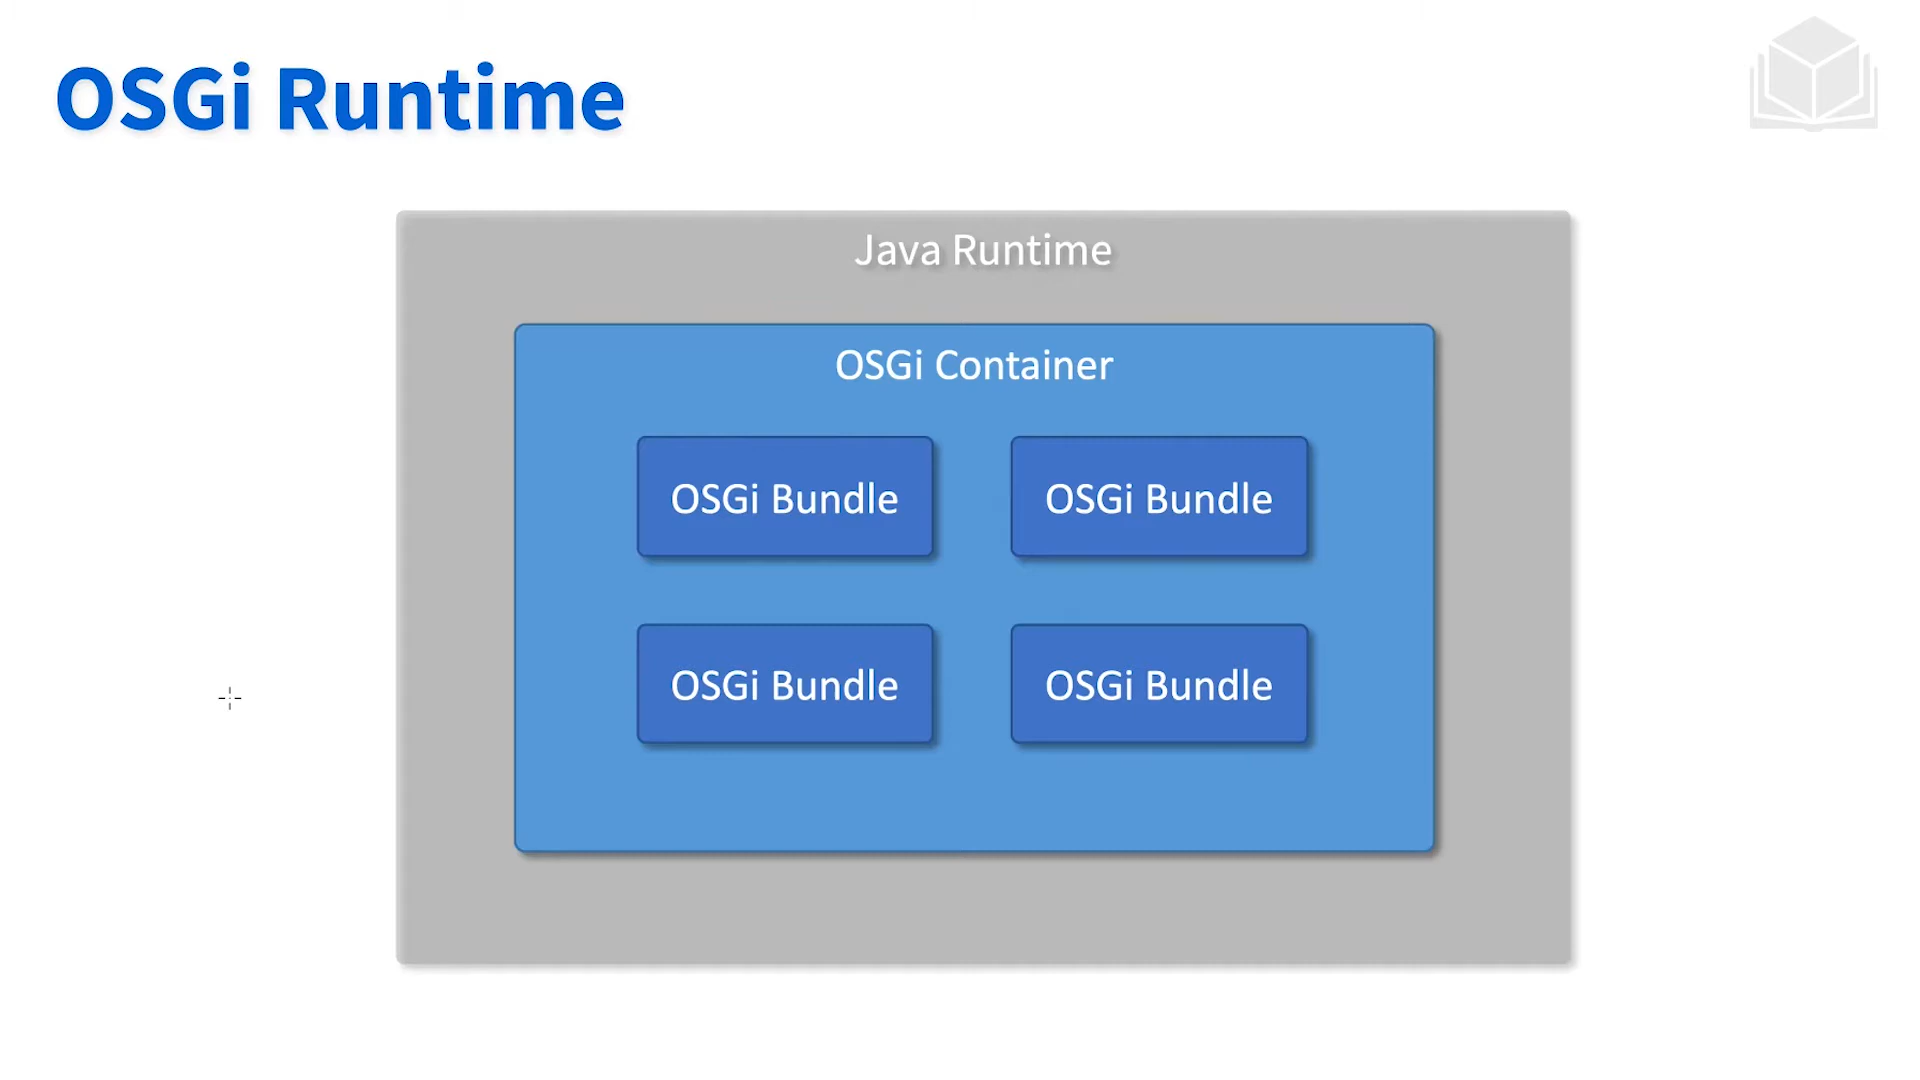 OSGi Runtime
Java Runtime
OSGi Container
OSGi Bundle
OSGi Bundle
OSGi Bundle
OSGi Bundle